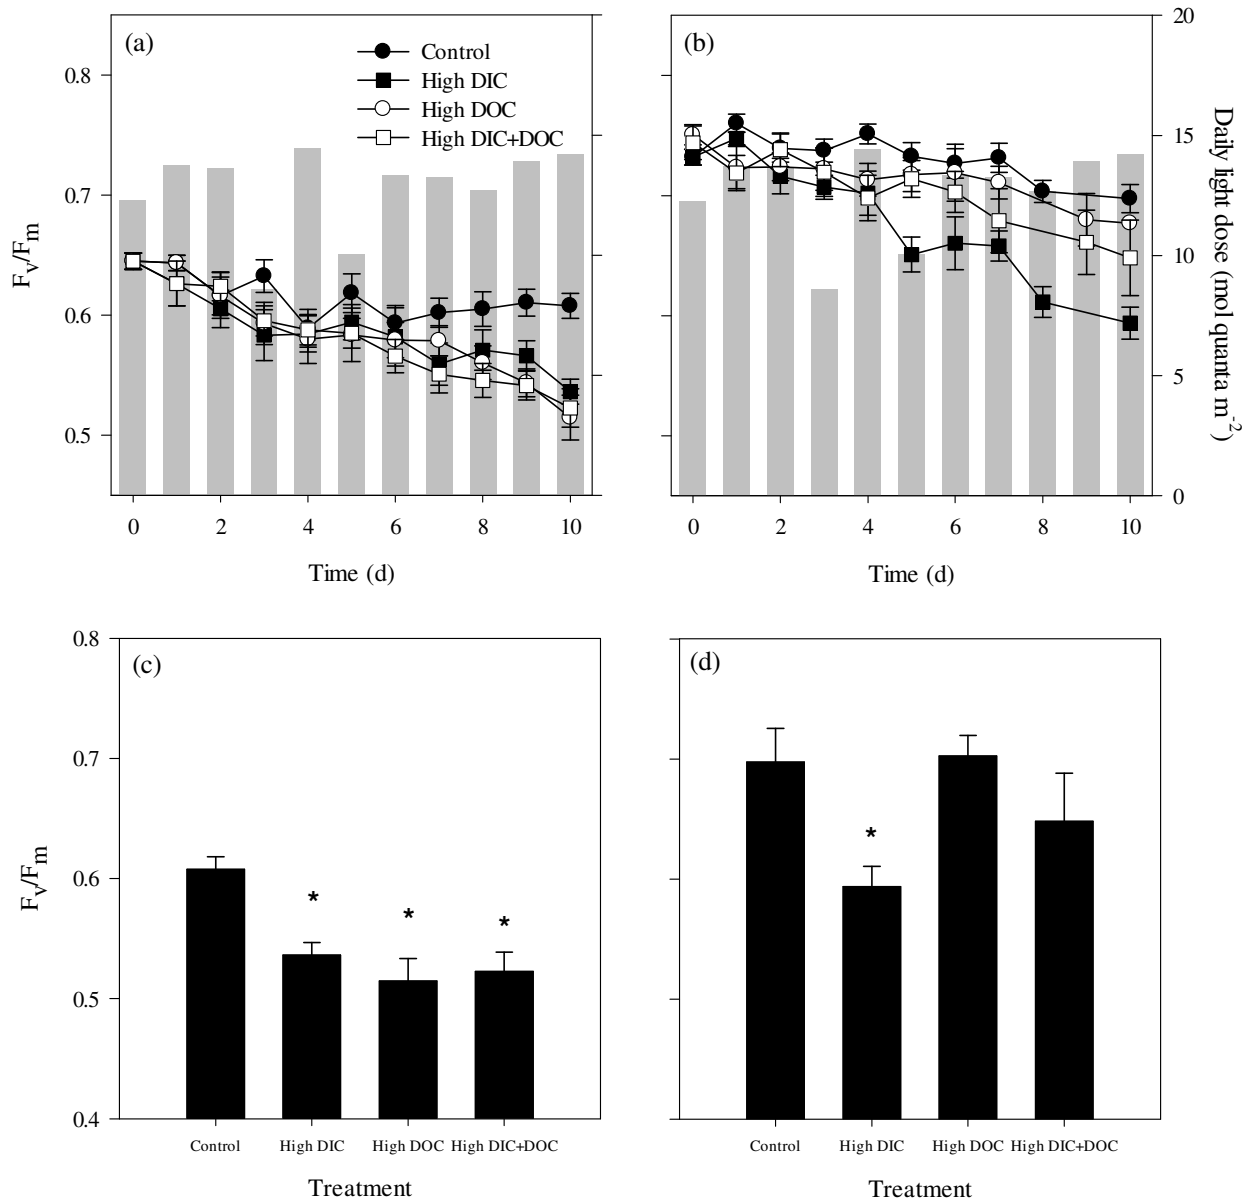 (a)
Control
High DIC
High DOC
High DIC+DOC
0.8
0.7
0.6
0.5
Fv/Fm
0 2 4 6 8 10
Time (d)
(b)
20
15
10
5
0
Daily light dose (mol quanta m-2)
0 2 4 6 8 10
Time (d)
(c)
0.8
0.7
0.6
0.5
0.4
Fv/Fm
* * *
Control High DIC High DOC High DIC+DOC
Treatment
(d)
*
Control High DIC High DOC High DIC+DOC
Treatment